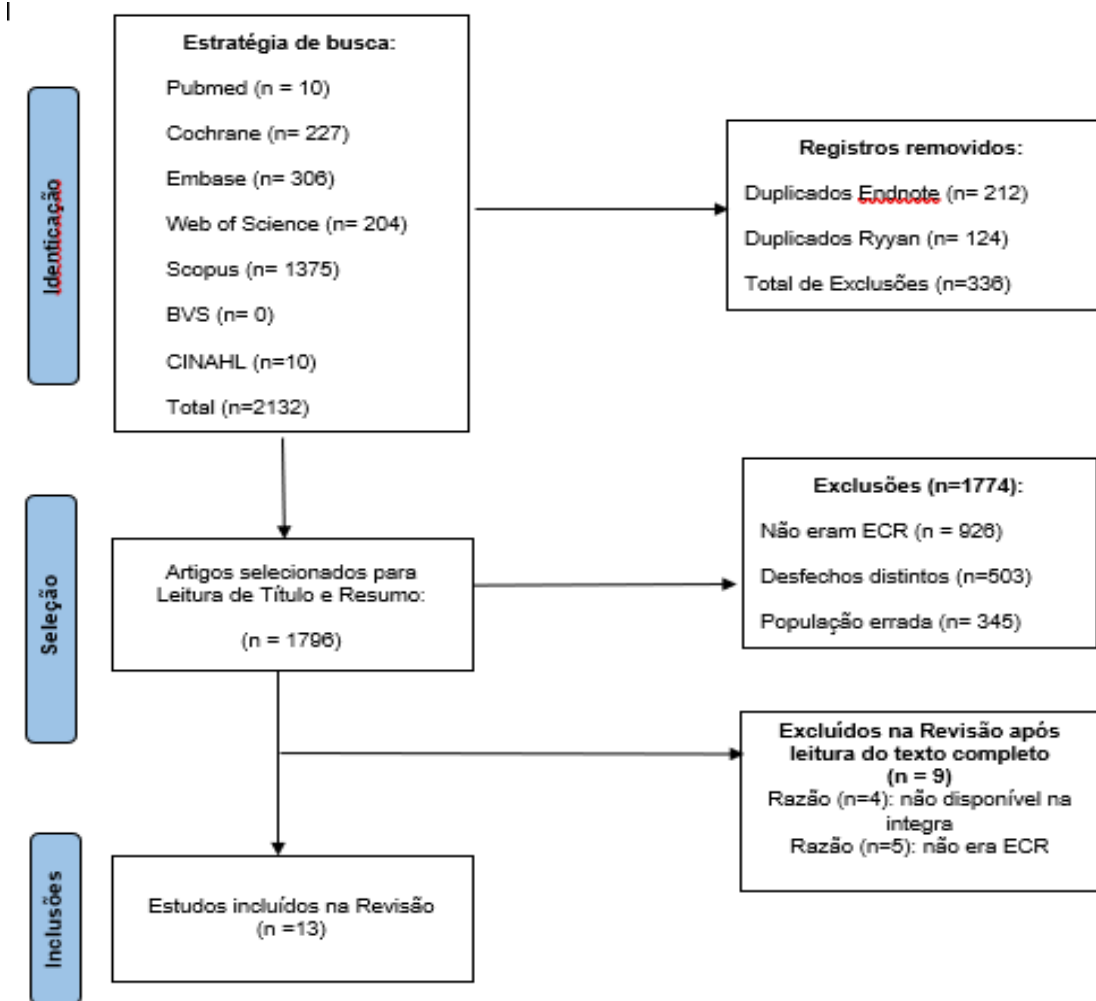 Identicação
Estratégia de busca:
Pubmed (n = 10)
Cochrane (n= 227)
Embase (n= 306)
Web of Science (n= 204)
Scopus (n= 1375)
BVS (n= 0)
CINAHL (n=10)
Total (n=2132)
Registros removidos:
Duplicados Endnote (n= 212)
Duplicados Ryyan (n= 124)
Total de Exclusões (n=336)
Seleção
Artigos selecionados para
Leitura de Título e Resumo:
(n = 1796)
Exclusões (n=1774):
Não eram ECR (n = 926)
Desfechos distintos (n=503)
População errada (n= 345)
Excluídos na Revisão após
leitura do texto completo
(n = 9)
Razão (n=4): não disponível na
integra
Razão (n=5): não era ECR
Inclusões
Estudos incluídos na Revisão
(n =13)